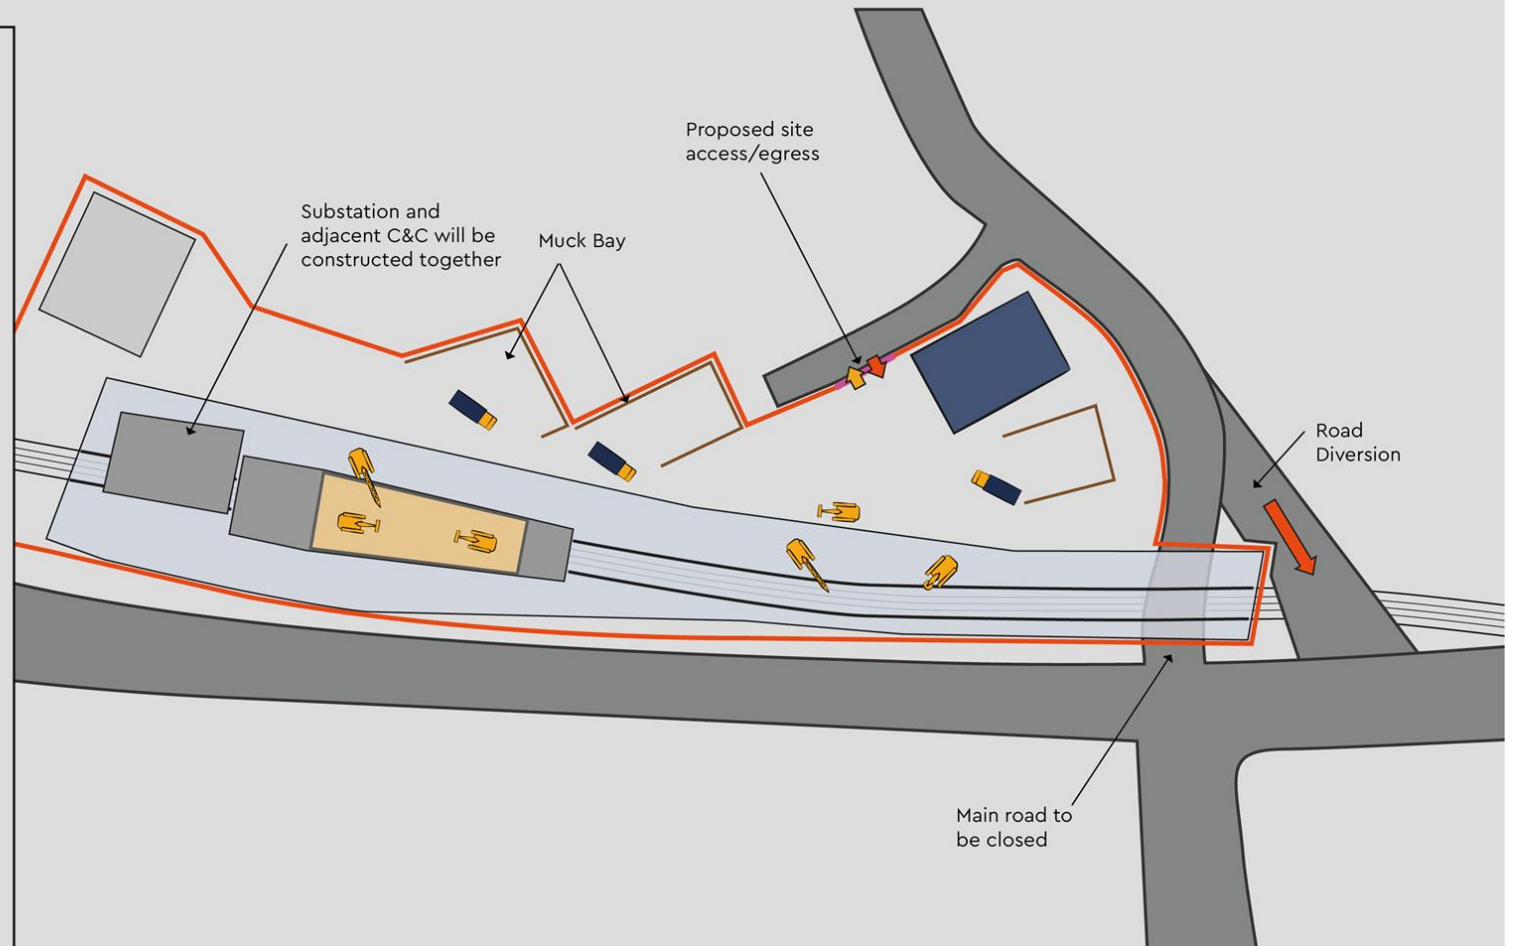 Proposed site
access/egress
Substation and
adjacent C&C will be
constructed together
Muck Bay
Road
Diversion
Main road to
be closed